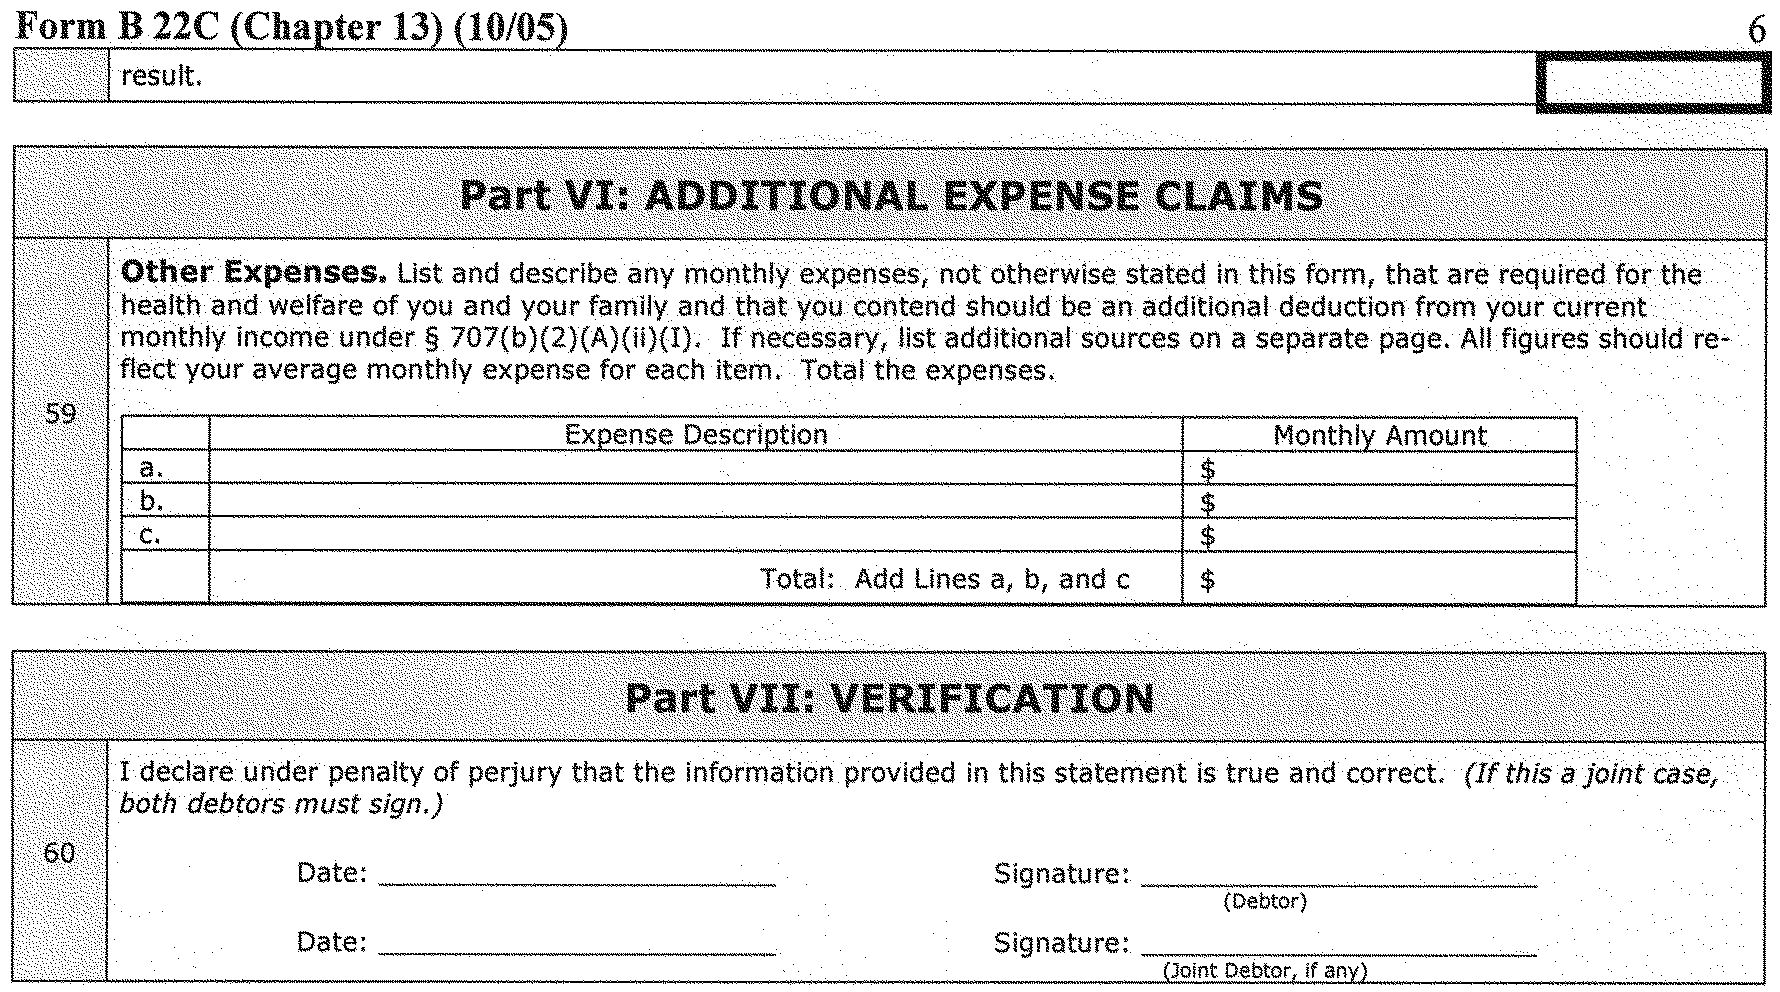 Form B 22C (Chapter 13) (10/05) 6
result.
Part VI: ADDITIONAL EXPENSE CLAIMS
59
Other Expenses. List and describe any monthly expenses, not otherwise stated in this form, that are required for the
health and welfare of you and your family and that you contend should be an additional deduction from your current
monthly income under § 707(b)(2)(A)(ii)(I). If necessary, list additional sources on a separate page. All figures should re-
flect your average monthly expense for each item. Total the expenses.
Expense Description Monthly Amount
a. $
b. $
c. $
Total: Add Lines a, b, and c $
Part VII: VERIFICATION
60
I declare under penalty of perjury that the information provided in this statement is true and correct. (If this a joint case,
both debtors must sign.)
Date: Signature:
(Debtor)
Date: Signature:
(Joint Debtor, if any)